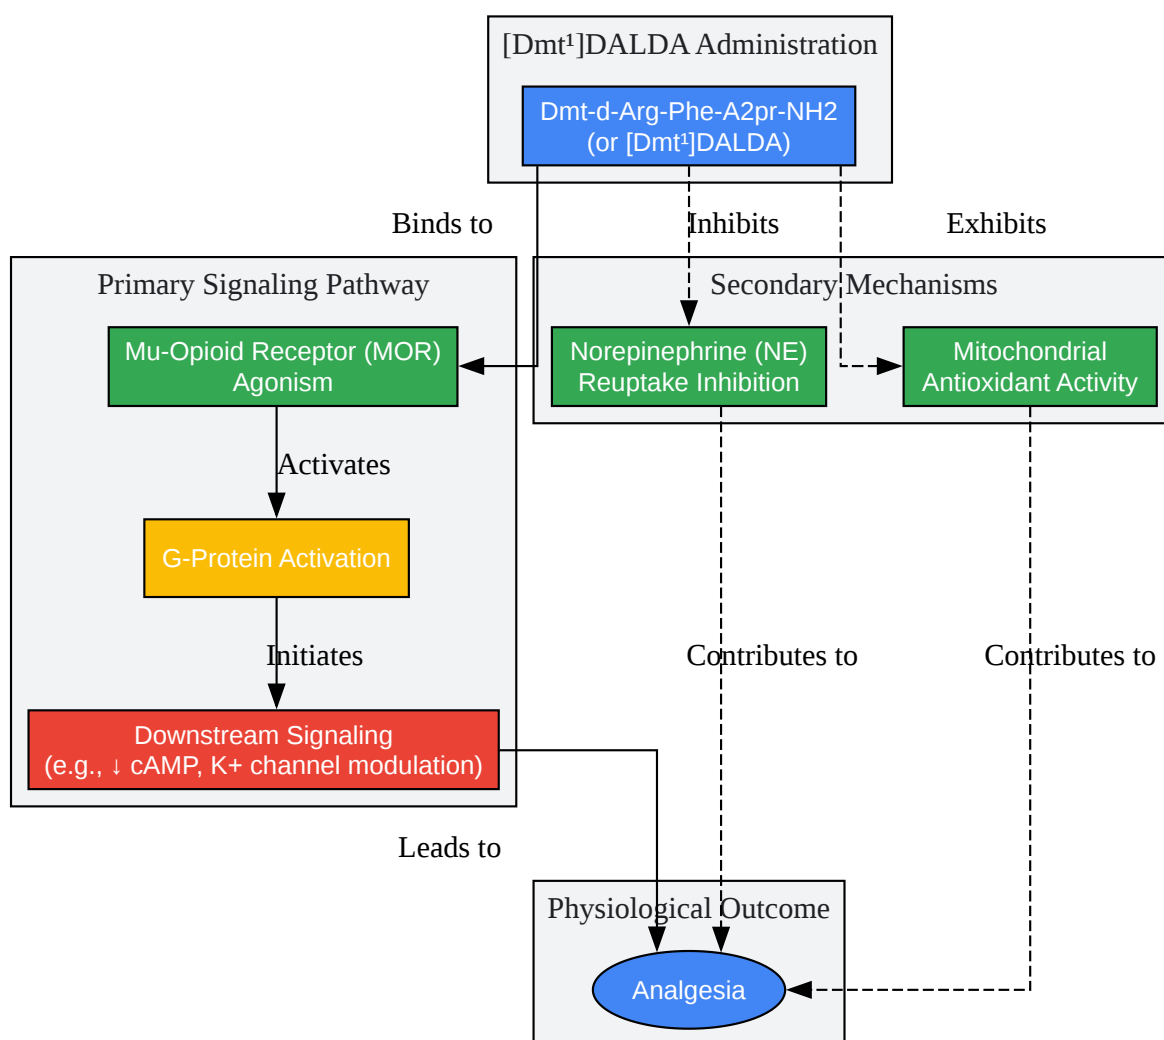 [Dmt¹]DALDA Administration
Dmt-d-Arg-Phe-A2pr-NH2
(or [Dmt¹]DALDA)
Binds to
Inhibits
Exhibits
Primary Signaling Pathway
Secondary Mechanisms
Mu-Opioid Receptor (MOR)
Agonism
Norepinephrine (NE)
Reuptake Inhibition
Mitochondrial
Antioxidant Activity
Activates
G-Protein Activation
Initiates
Contributes to
Contributes to
Downstream Signaling
(e.g., ↓ cAMP, K+ channel modulation)
Leads to
Physiological Outcome
Analgesia